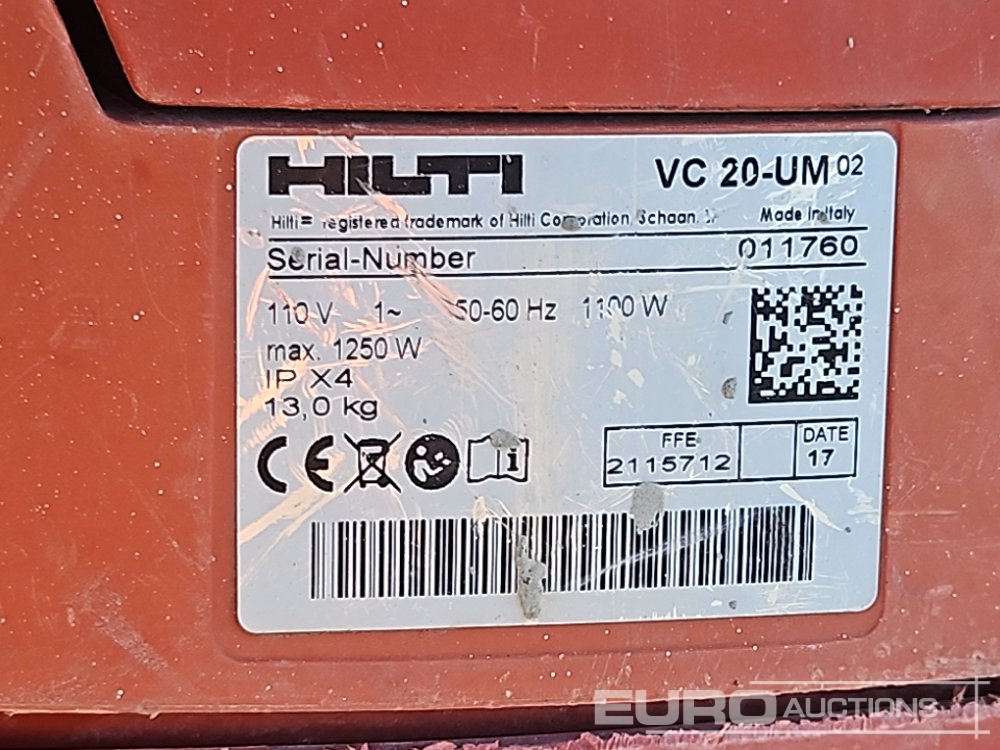 HILTI VC 20-UM 02
Hilti= registered trademark of Hilti Corporation, Schaan, Made in Italy
Serial-Number 011760
110 V 1~ 50-60 Hz 1100 W
max. 1250 W
IP X4
13,0 kg
FFE DATE
2115712 17
EURO AUCTIONS